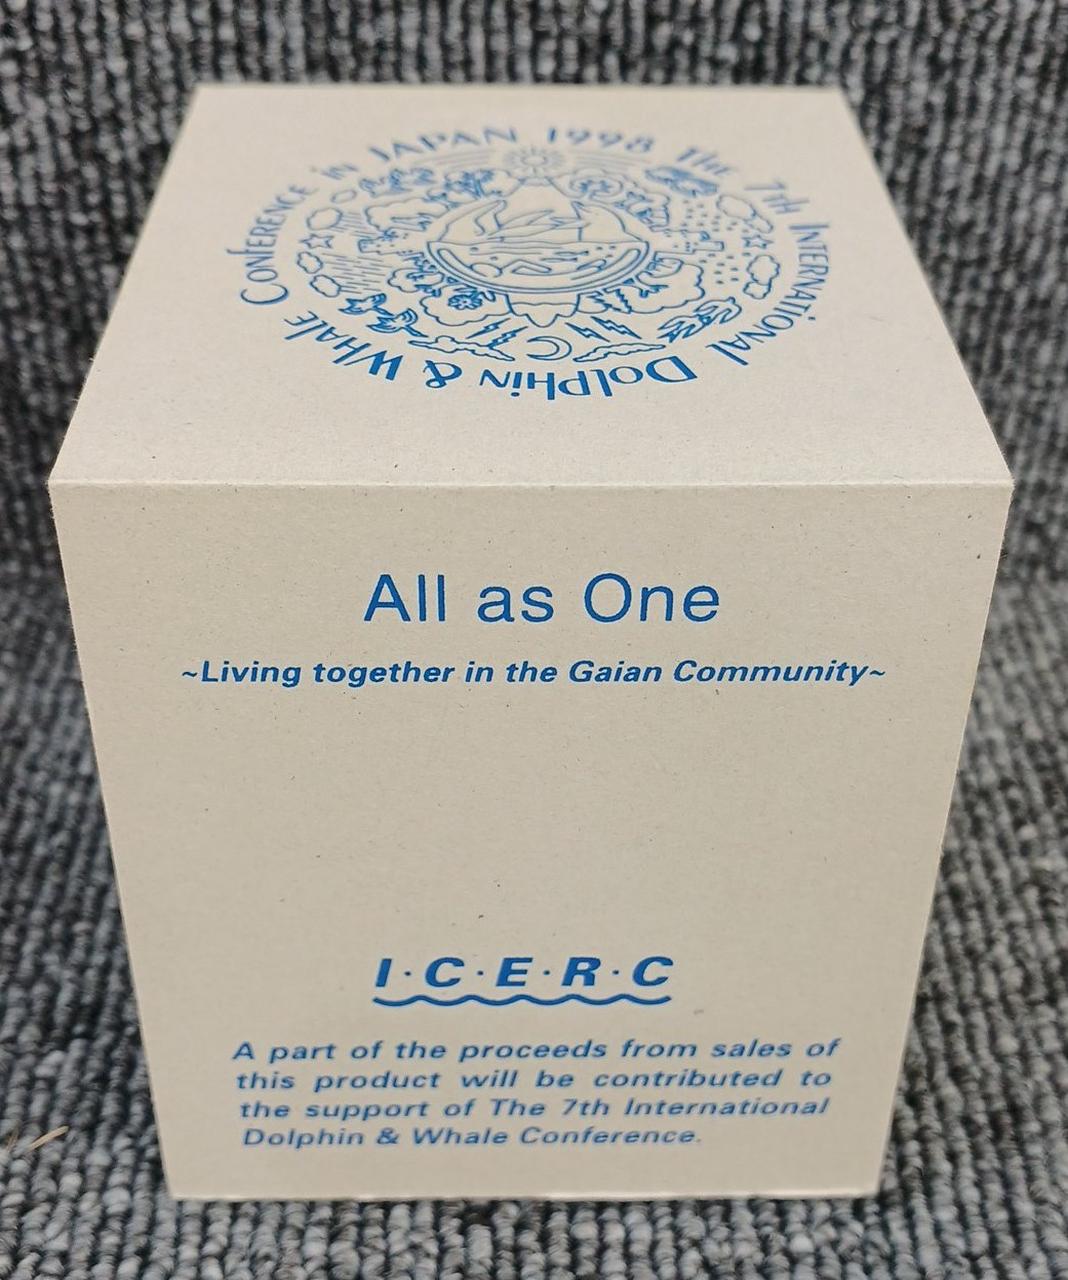 The 7th International Dolphin & Whale Conference in JAPAN 1998
All as One
~Living together in the Gaian Community~
I·C·E·R·C
A part of the proceeds from sales of
this product will be contributed to
the support of The 7th International
Dolphin & Whale Conference.